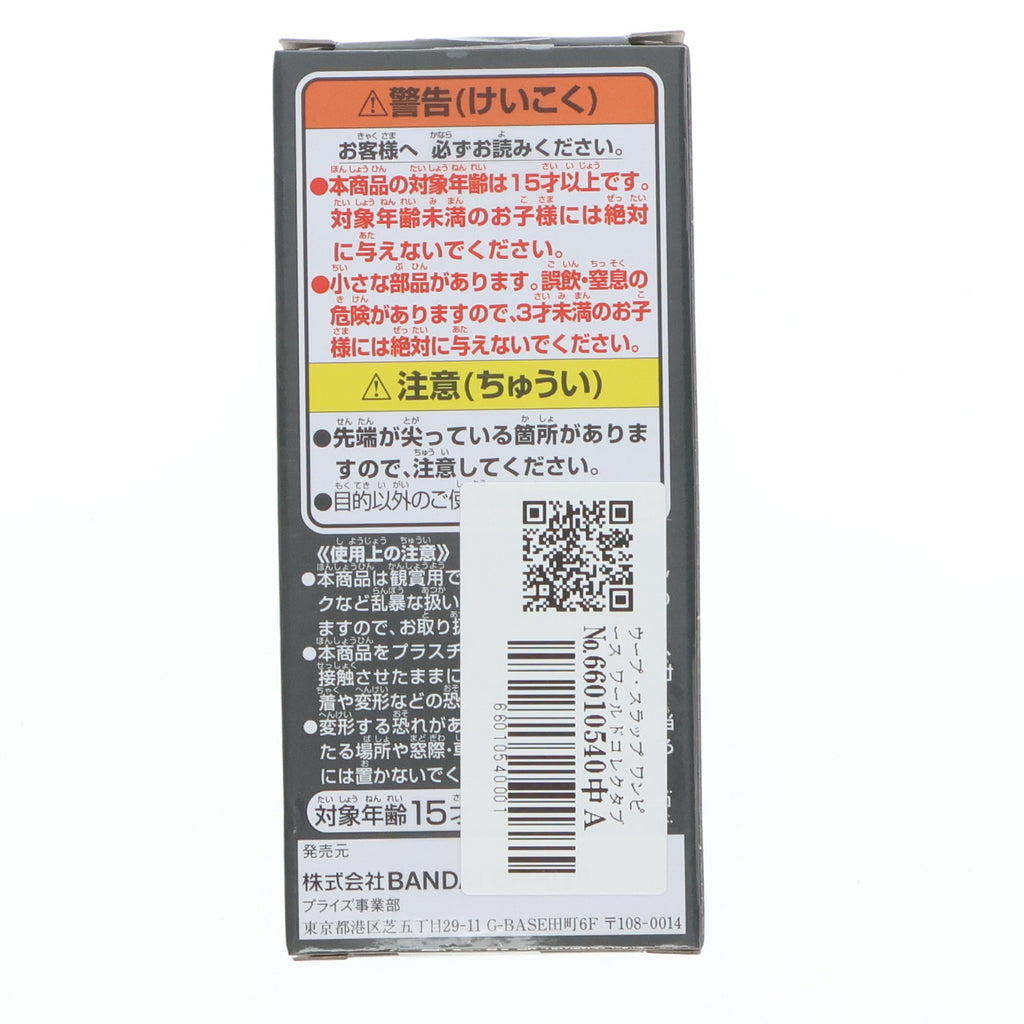 ⚠警告(けいこく)
お客様へ 必ずお読みください。
●本商品の対象年齢は15才以上です。
対象年齢未満のお子様には絶対
に与えないでください。
●小さな部品があります。誤飲・窒息の
危険がありますので、3才未満のお子
様には絶対に与えないでください。
⚠注意(ちゅうい)
●先端が尖っている箇所がありま
すので、注意してください。
●目的以外のご使
《使用上の注意》
●本商品は観賞用で
クなど乱暴な扱い
ますので、お取り扱
●本商品をプラスチ
接触させたままに
着や変形などの恐
●変形する恐れがあ
たる場所や窓際・車
には置かないでく
対象年齢15才
発売元
株式会社BANDA
プライズ事業部
東京都港区芝五丁目29-11 G-BASE田町6F 〒108-0014
ウープ・スラップ ワンピ
ース ワールドコレクタブ
№66010540中A
660105400001